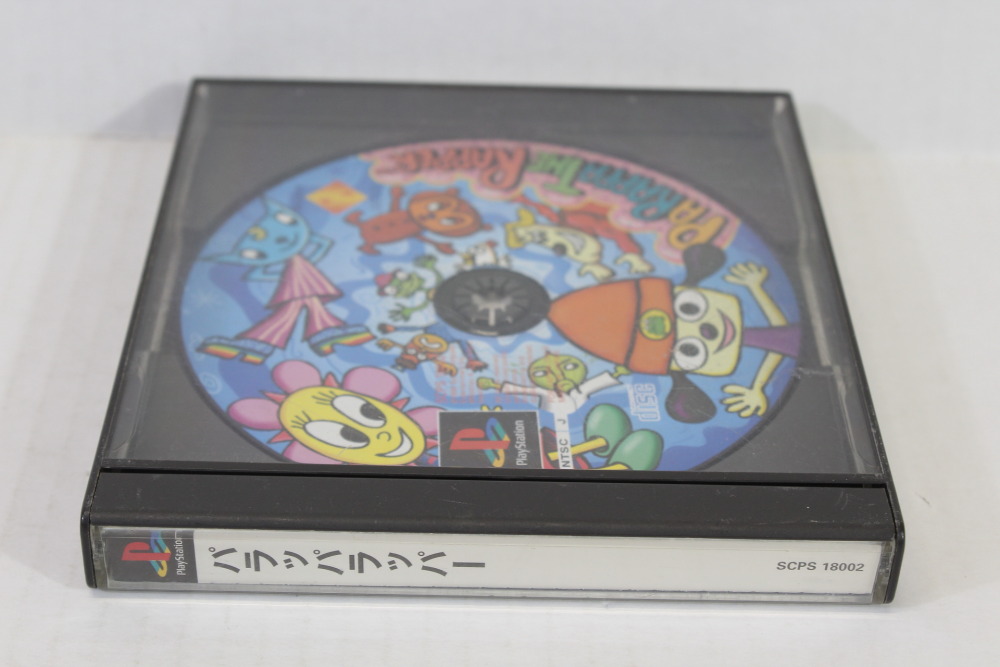 PARAPPA THE RAPPER
disc
PlayStation
NTSC J
PlayStation
パラッパラッパー
SCPS 18002